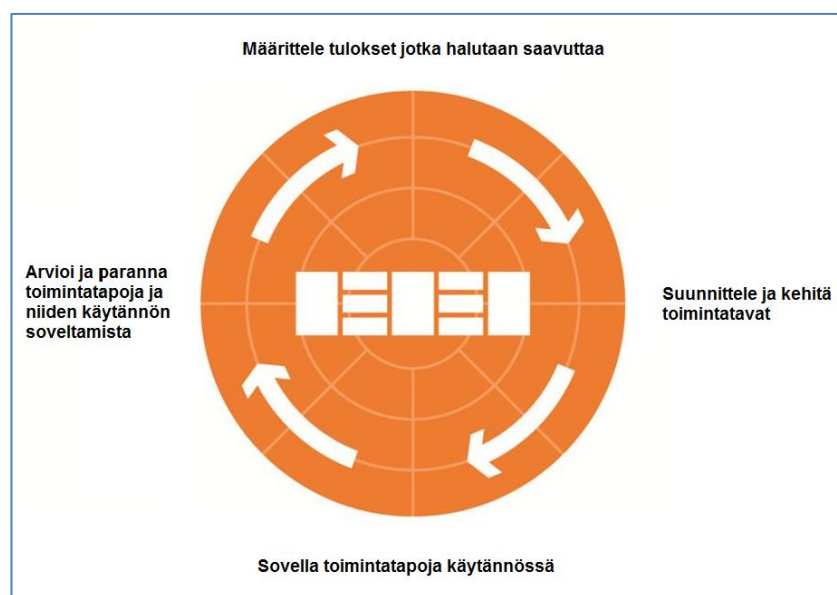 Määrittele tulokset jotka halutaan saavuttaa
Arvioi ja paranna
toimintatapoja ja
niiden käytännön
soveltamista
Suunnittele ja kehitä
toimintatavat
Sovella toimintatapoja käytännössä